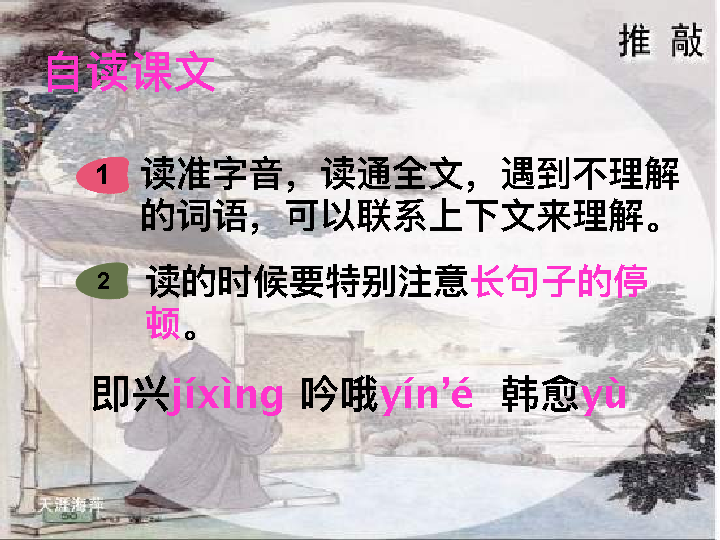 推 敲
自读课文
1 读准字音，读通全文，遇到不理解
的词语，可以联系上下文来理解。
2 读的时候要特别注意长句子的停
顿。
即兴jíxìng 吟哦yín’é 韩愈yù
天涯海萍